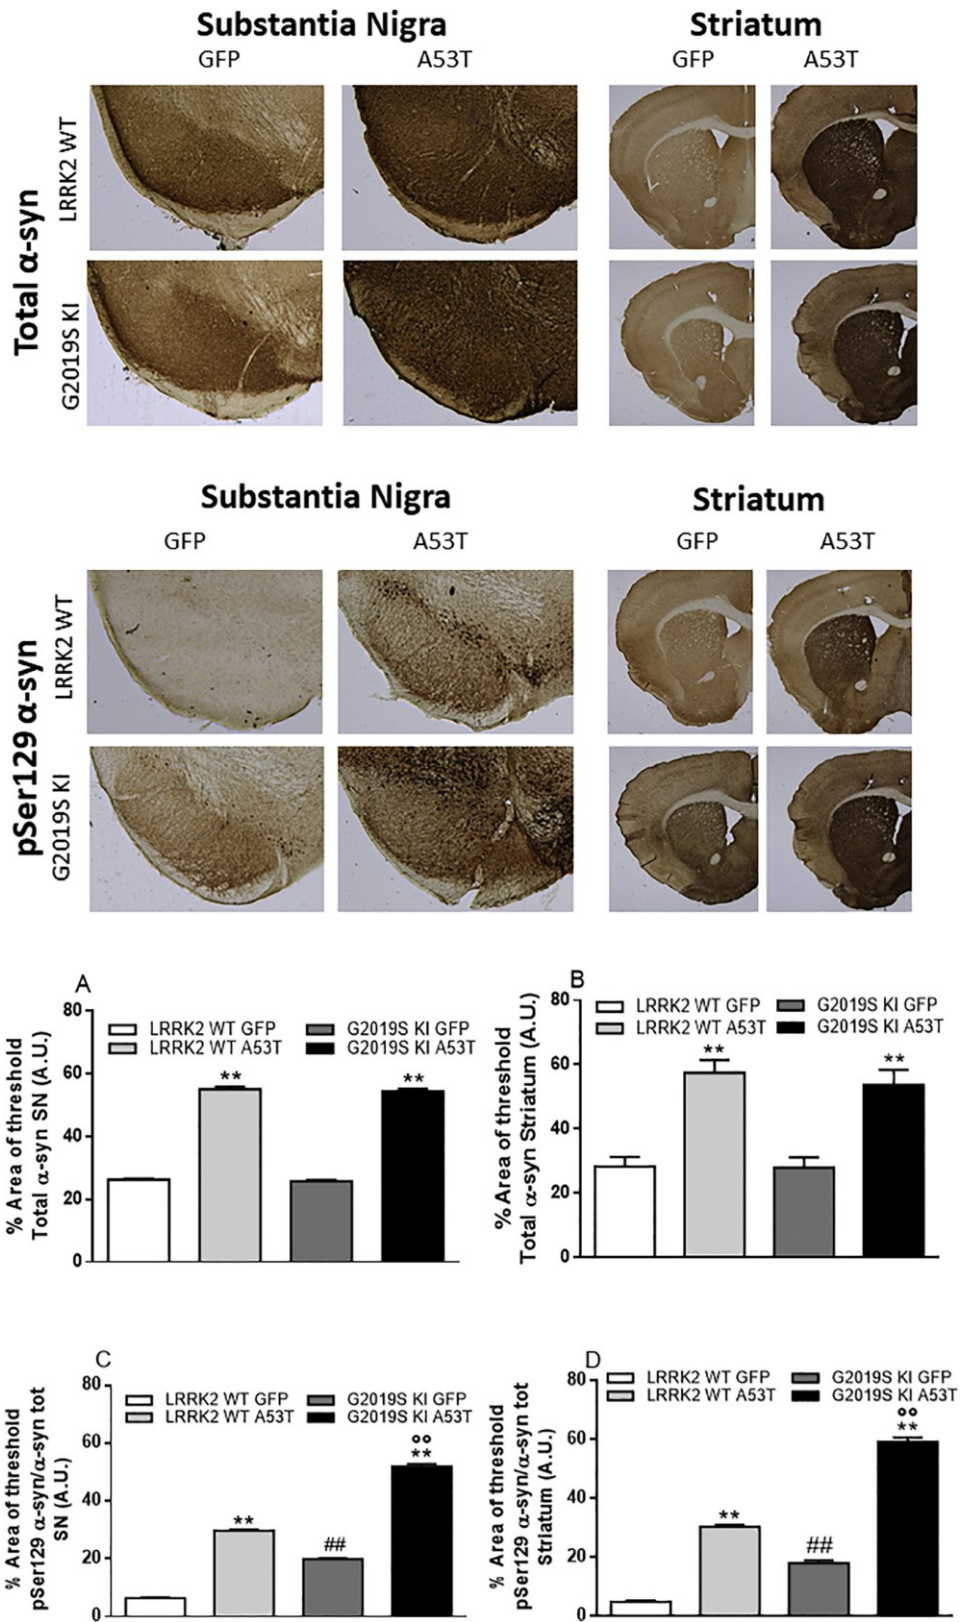 Substantia Nigra
Striatum
GFP
A53T
GFP
A53T
Total α-syn
LRRK2 WT
G2019S KI
Substantia Nigra
Striatum
GFP
A53T
GFP
A53T
pSer129 α-syn
LRRK2 WT
G2019S KI
A
% Area of threshold
Total α-syn SN (A.U.)
80
60
40
20
0
LRRK2 WT GFP
LRRK2 WT A53T
G2019S KI GFP
G2019S KI A53T
**
**
B
% Area of threshold
Total α-syn Striatum (A.U.)
80
60
40
20
0
LRRK2 WT GFP
LRRK2 WT A53T
G2019S KI GFP
G2019S KI A53T
**
**
C
% Area of threshold
pSer129 α-syn/α-syn tot
SN (A.U.)
80
60
40
20
0
LRRK2 WT GFP
LRRK2 WT A53T
G2019S KI GFP
G2019S KI A53T
**
##
°°
**
D
% Area of threshold
pSer129 α-syn/α-syn tot
Striatum (A.U.)
80
60
40
20
0
LRRK2 WT GFP
LRRK2 WT A53T
G2019S KI GFP
G2019S KI A53T
**
##
°°
**